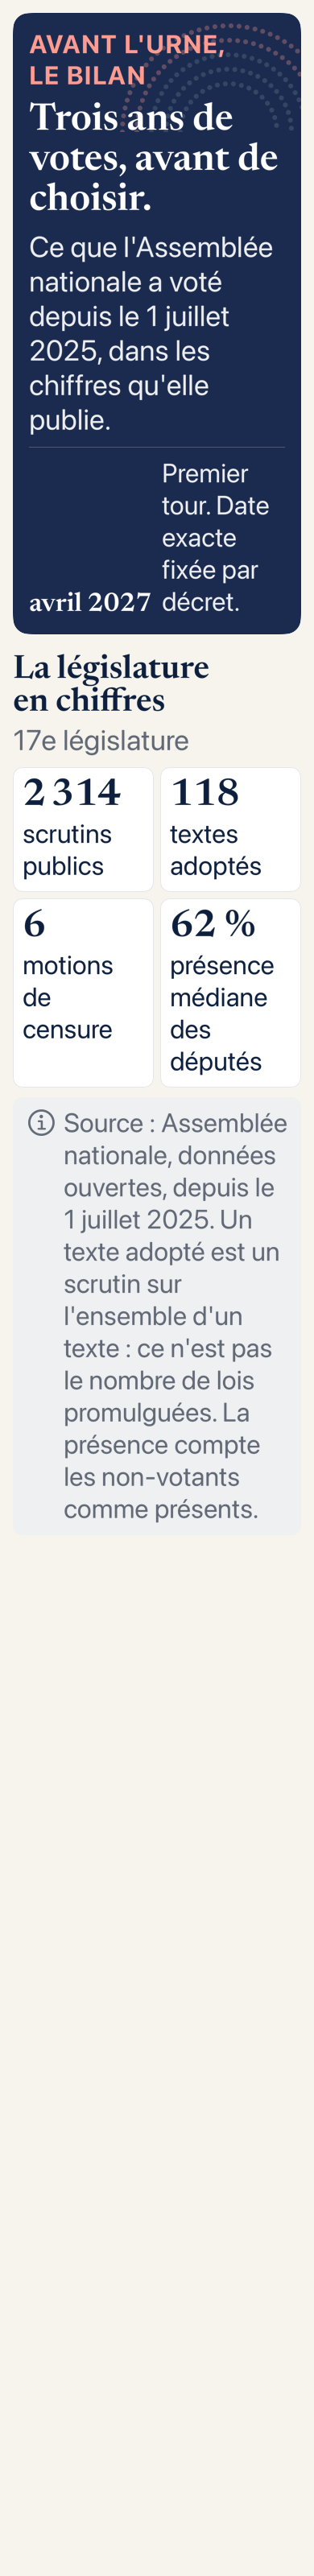 AVANT L'URNE,
LE BILAN
Trois ans de
votes, avant de
choisir.
Ce que l'Assemblée
nationale a voté
depuis le 1 juillet
2025, dans les
chiffres qu'elle
publie.
avril 2027
Premier
tour. Date
exacte
fixée par
décret.
La législature
en chiffres
17e législature
2 314
scrutins
publics
118
textes
adoptés
6
motions
de
censure
62 %
présence
médiane
des
députés
Source : Assemblée
nationale, données
ouvertes, depuis le
1 juillet 2025. Un
texte adopté est un
scrutin sur
l'ensemble d'un
texte : ce n'est pas
le nombre de lois
promulguées. La
présence compte
les non-votants
comme présents.